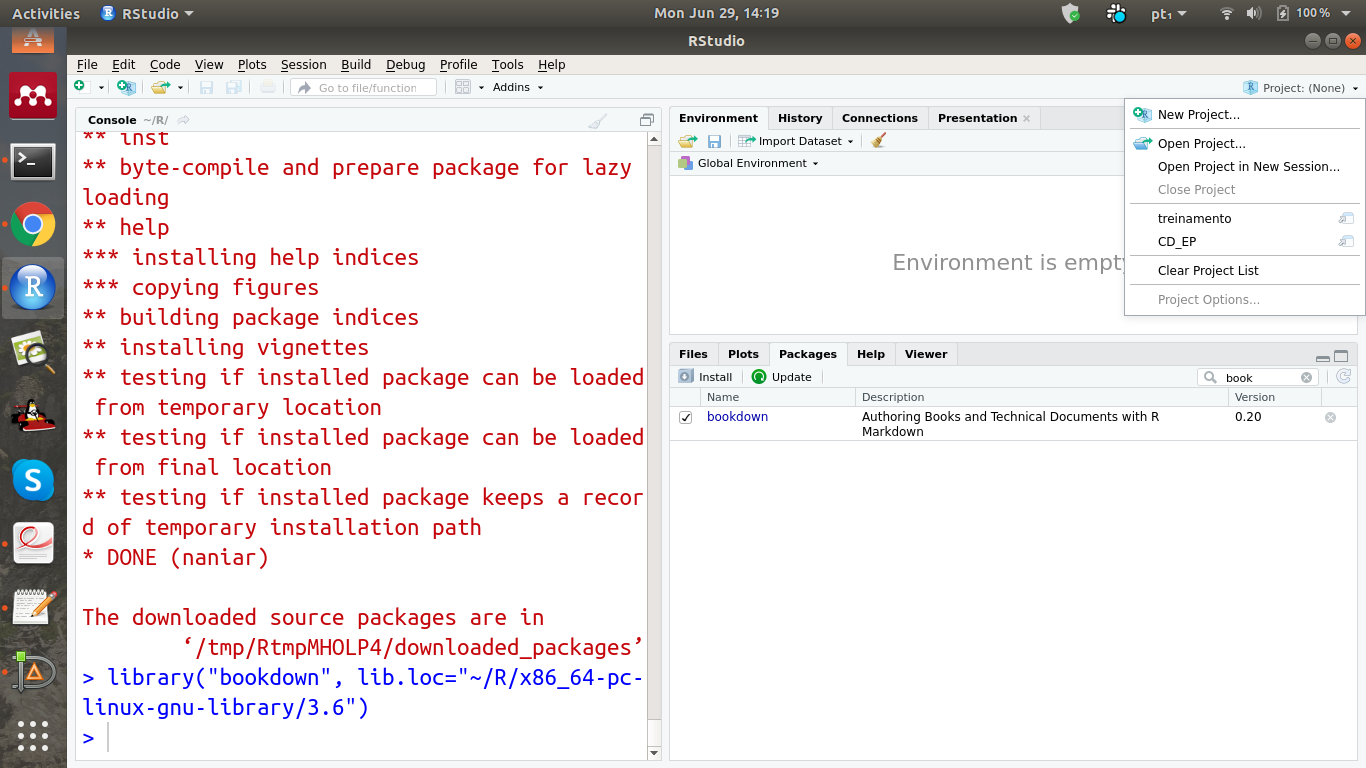 Activities RStudio Mon Jun 29, 14:19 pt₁ 100 %
RStudio
File Edit Code View Plots Session Build Debug Profile Tools Help
Go to file/function Addins Project: (None)
Console ~/R/
** inst
** byte-compile and prepare package for lazy
loading
** help
*** installing help indices
*** copying figures
** building package indices
** installing vignettes
** testing if installed package can be loaded
from temporary location
** testing if installed package can be loaded
from final location
** testing if installed package keeps a recor
d of temporary installation path
* DONE (naniar)
The downloaded source packages are in
‘/tmp/RtmpMHOLP4/downloaded_packages’
> library("bookdown", lib.loc="~/R/x86_64-pc-
linux-gnu-library/3.6")
>
Environment History Connections Presentation
Import Dataset
Global Environment
Environment is empty
New Project...
Open Project...
Open Project in New Session...
Close Project
treinamento
CD_EP
Clear Project List
Project Options...
Files Plots Packages Help Viewer
Install Update book
Name Description Version
bookdown Authoring Books and Technical Documents with R 0.20
Markdown